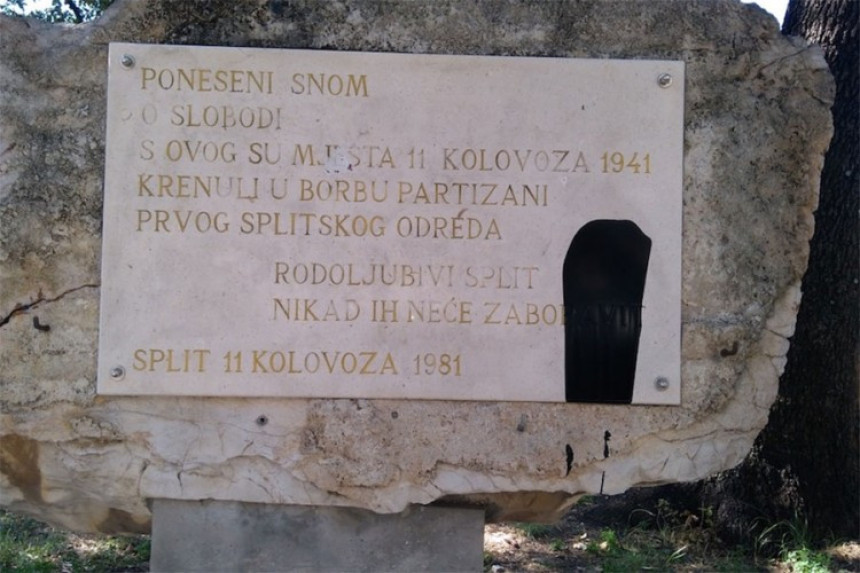 PONESENI SNOM
O SLOBODI
S OVOG SU MJESTA 11 KOLOVOZA 1941
KRENULI U BORBU PARTIZANI
PRVOG SPLITSKOG ODREDA
RODOLJUBIVI SPLIT
NIKAD IH NEĆE ZABORAVIT
SPLIT 11 KOLOVOZA 1981